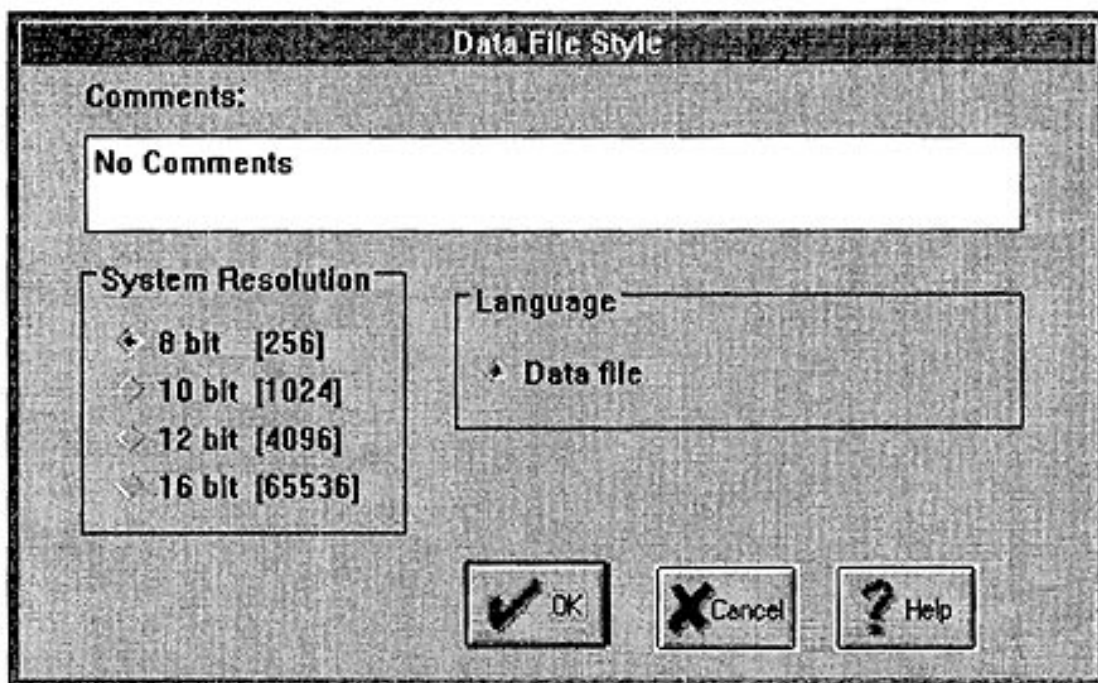 Data File Style
Comments:
No Comments
System Resolution
8 bit [256]
10 bit [1024]
12 bit [4096]
16 bit [65536]
Language
Data file
OK
Cancel
Help